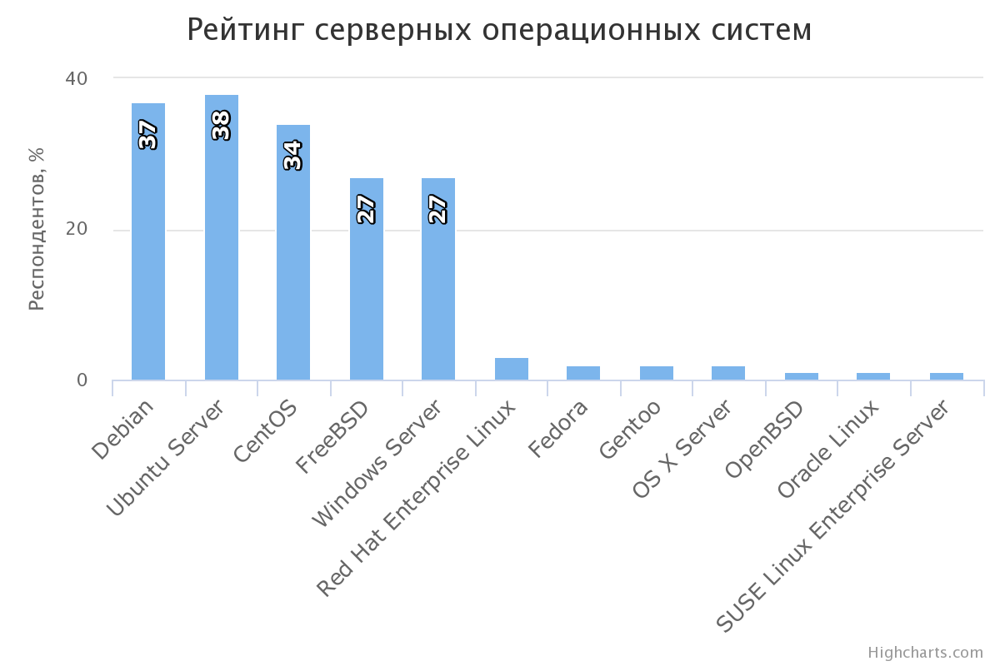 Рейтинг серверных операционных систем
Респондентов, %
40
20
0
37
38
34
27
27
Debian
Ubuntu Server
CentOS
FreeBSD
Windows Server
Red Hat Enterprise Linux
Fedora
Gentoo
OS X Server
OpenBSD
Oracle Linux
SUSE Linux Enterprise Server
Highcharts.com